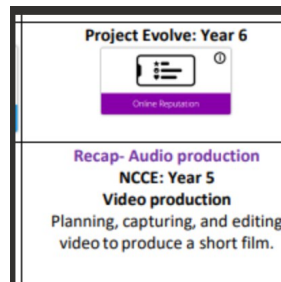 Project Evolve: Year 6
Online Reputation
Recap- Audio production
NCCE: Year 5
Video production
Planning, capturing, and editing
video to produce a short film.